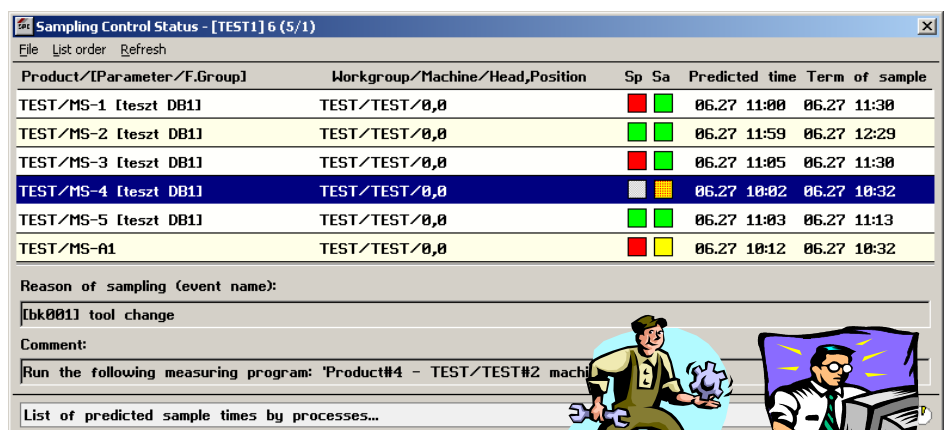 Sampling Control Status - [TEST1] 6 (5/1)
File List order Refresh
Product/[Parameter/F.Group] Workgroup/Machine/Head,Position Sp Sa Predicted time Term of sample
TEST/MS-1 [teszt DB1] TEST/TEST/0,0 06.27 11:00 06.27 11:30
TEST/MS-2 [teszt DB1] TEST/TEST/0,0 06.27 11:59 06.27 12:29
TEST/MS-3 [teszt DB1] TEST/TEST/0,0 06.27 11:05 06.27 11:30
TEST/MS-4 [teszt DB1] TEST/TEST/0,0 06.27 10:02 06.27 10:32
TEST/MS-5 [teszt DB1] TEST/TEST/0,0 06.27 11:03 06.27 11:13
TEST/MS-A1 TEST/TEST/0,0 06.27 10:12 06.27 10:32
Reason of sampling (event name):
[bk001] tool change
Comment:
Run the following measuring program: 'Product#4 - TEST/TEST#2 machi
List of predicted sample times by processes...